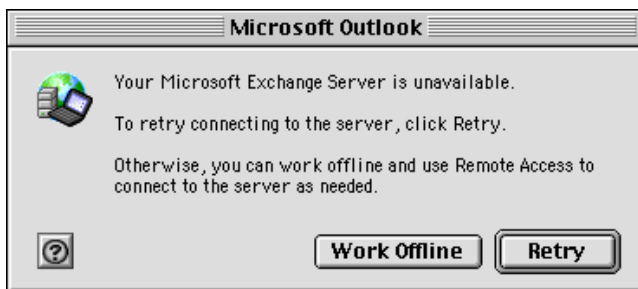 Microsoft Outlook
Your Microsoft Exchange Server is unavailable.
To retry connecting to the server, click Retry.
Otherwise, you can work offline and use Remote Access to
connect to the server as needed.
?
Work Offline
Retry